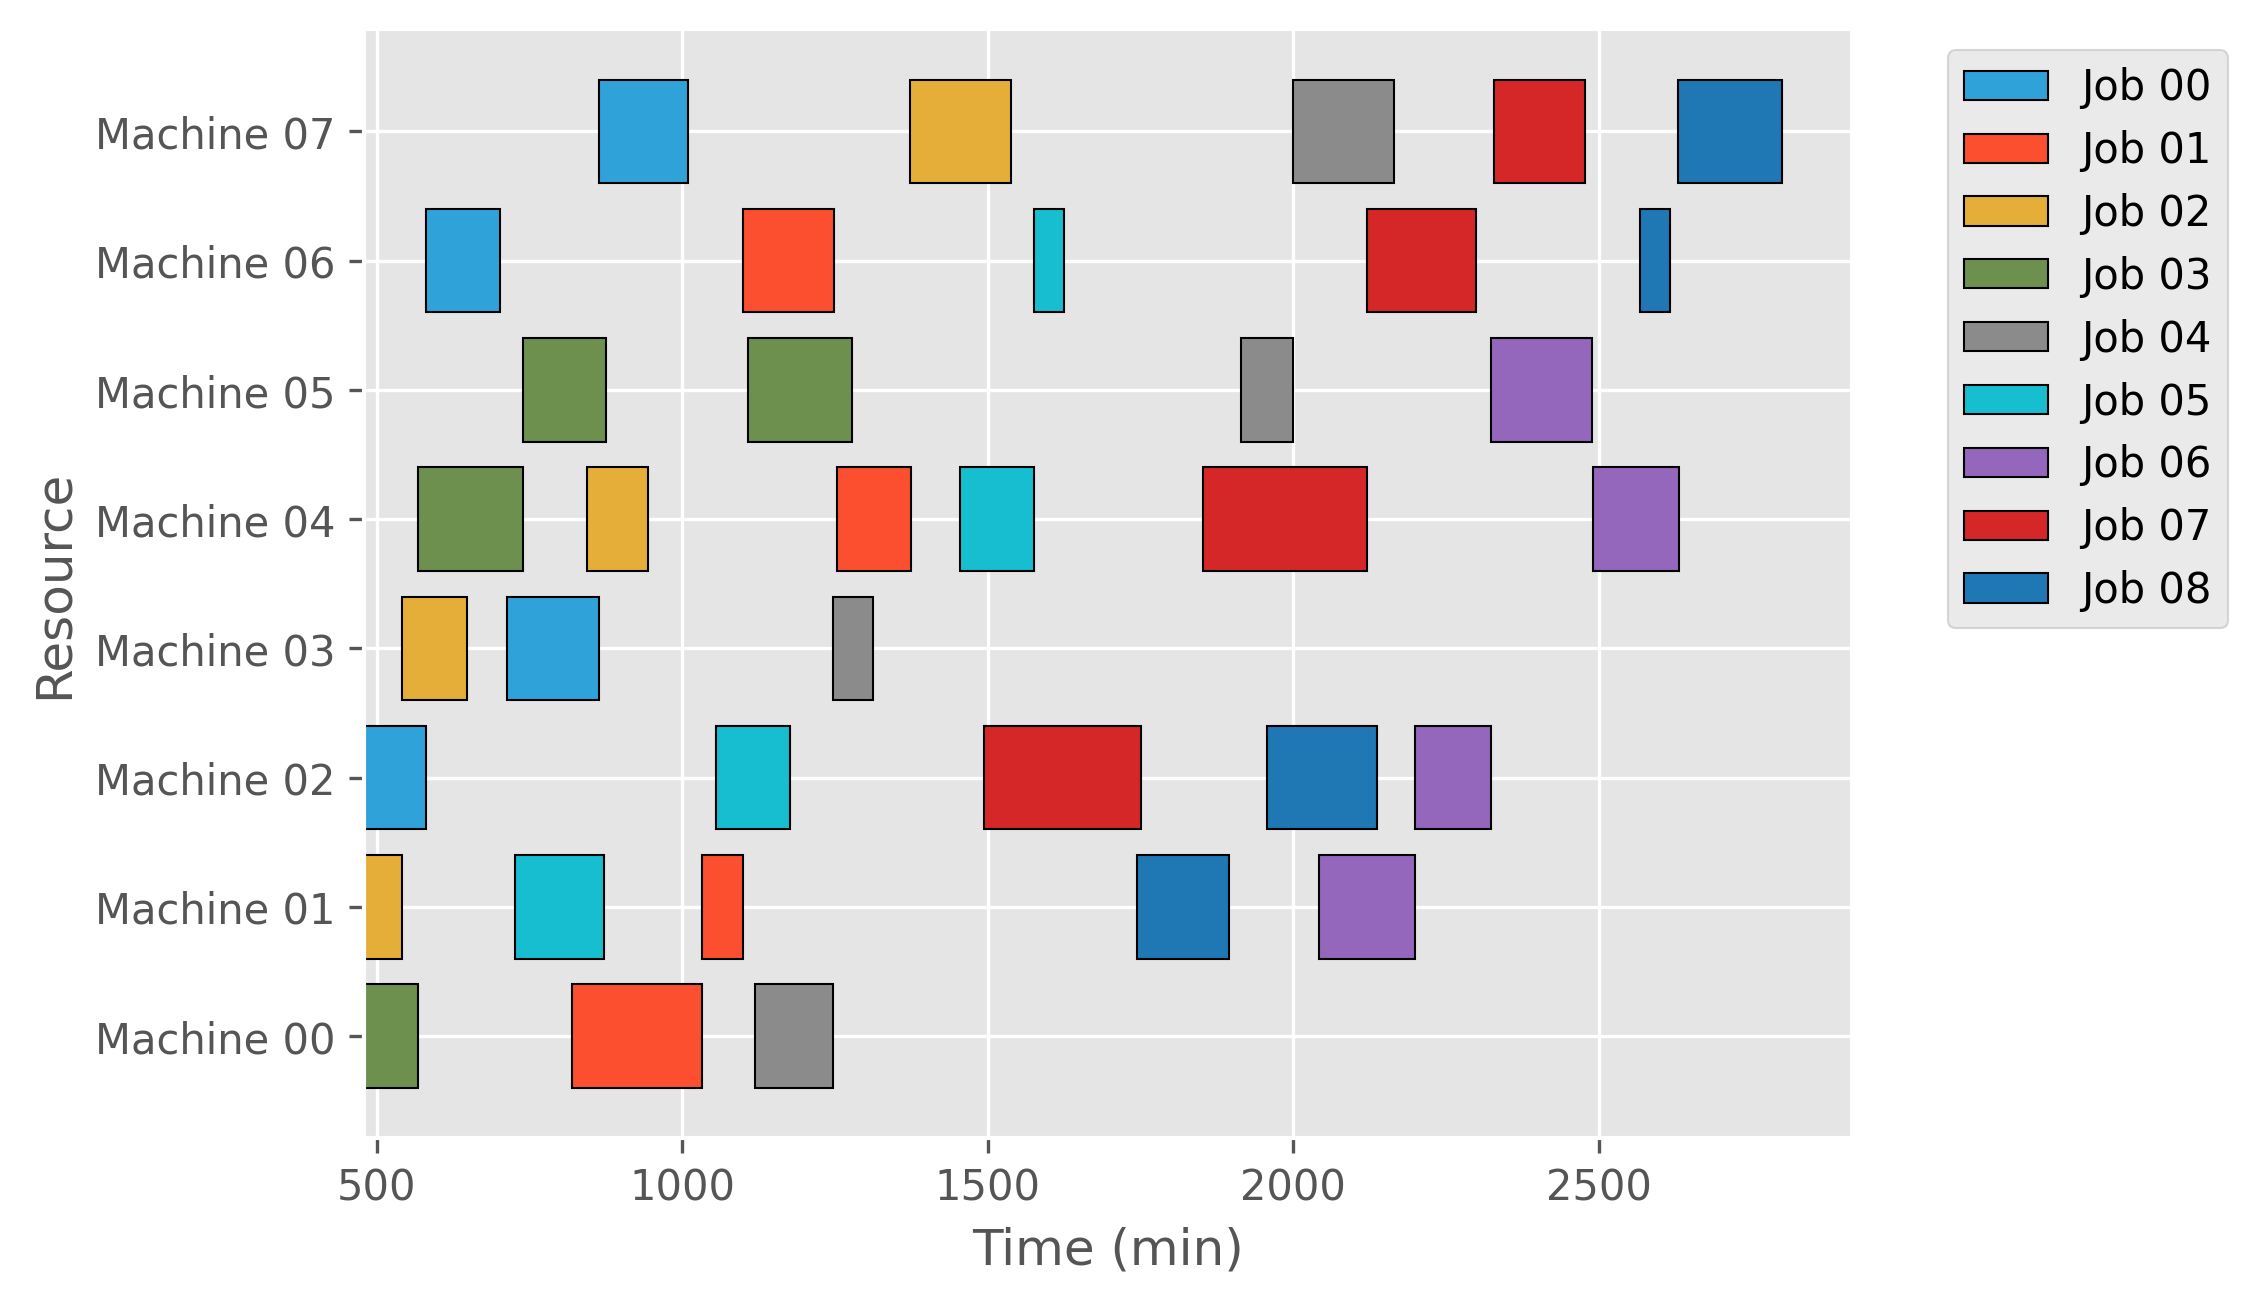 Machine 07
Machine 06
Machine 05
Machine 04
Machine 03
Machine 02
Machine 01
Machine 00
Resource
500 1000 1500 2000 2500
Time (min)
Job 00
Job 01
Job 02
Job 03
Job 04
Job 05
Job 06
Job 07
Job 08